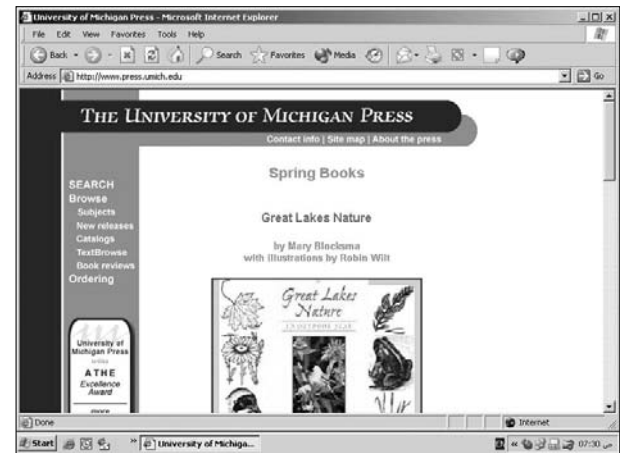 University of Michigan Press - Microsoft Internet Explorer
File Edit View Favorites Tools Help
Back Search Favorites Media
Address http://www.press.umich.edu Go
THE UNIVERSITY OF MICHIGAN PRESS
Contact info | Site map | About the press
SEARCH
Browse
Subjects
New releases
Catalogs
TextBrowse
Book reviews
Ordering
University of
Michigan Press
wins
ATHE
Excellence
Award
more
Spring Books
Great Lakes Nature
by Mary Blocksma
with illustrations by Robin Wilt
Great Lakes
Nature
Done Internet
Start University of Michiga... 07:30 ص